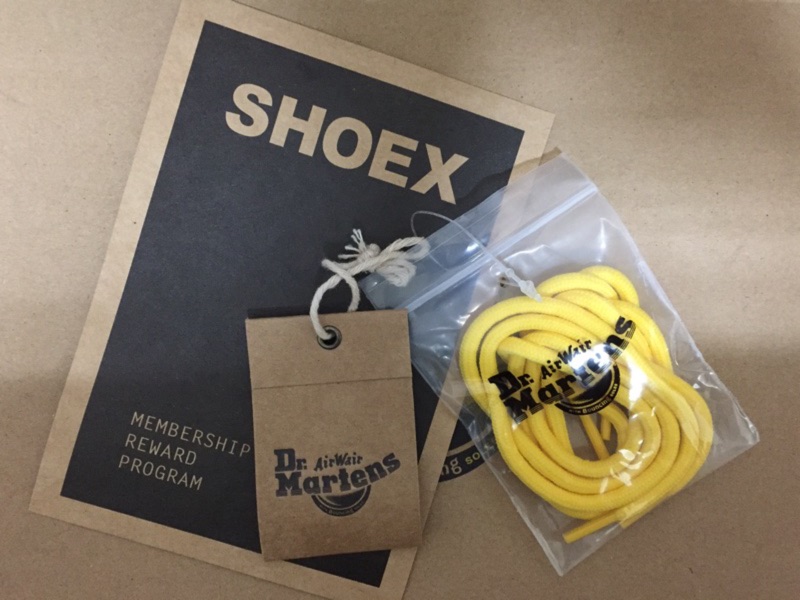 SHOEX
MEMBERSHIP
REWARD
PROGRAM
Dr. AirWair
Martens
Dr. AirWair
Martens